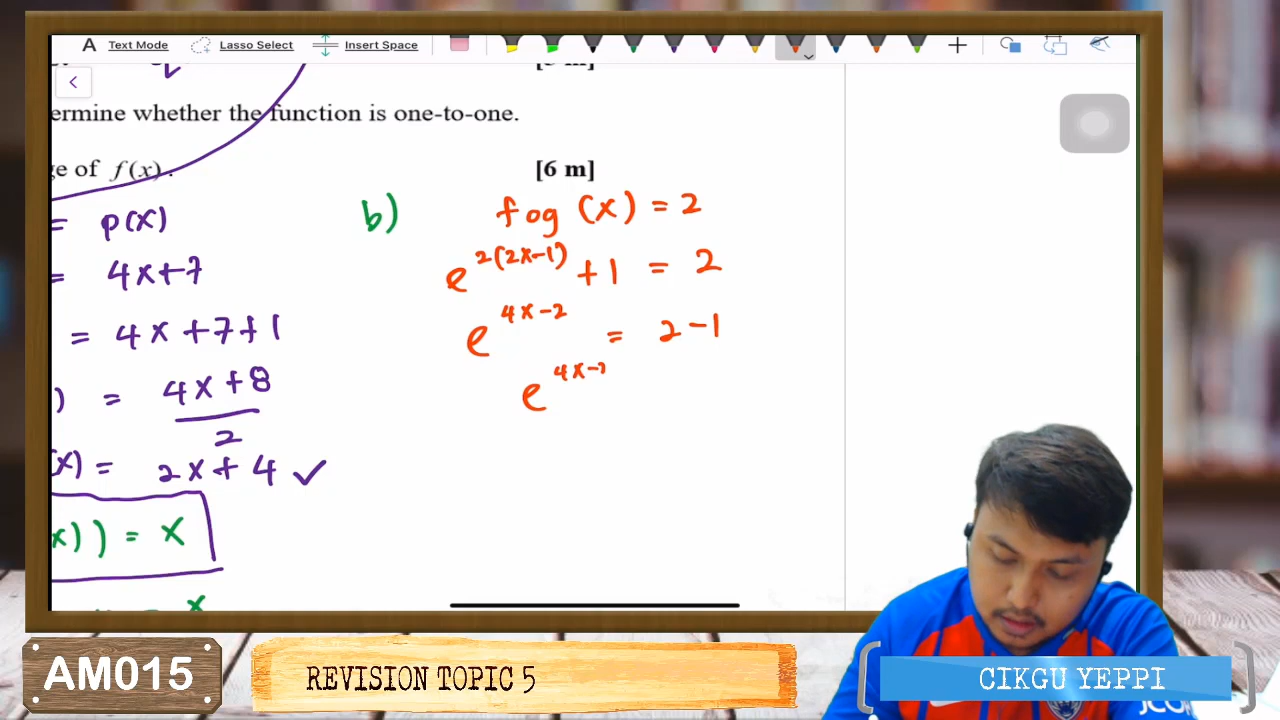 A Text Mode Lasso Select Insert Space
ermine whether the function is one-to-one.
ge of f(x).
[6 m]
= p(x)
= 4x+7
= 4x+7+1
) = 4x+8
2
(x) = 2x+4 ✓
x)) = x
x
b) fog (x) = 2
e^{2(2x-1)} + 1 = 2
e^{4x-2} = 2-1
e^{4x-
AM015
REVISION TOPIC 5
CIKGU YEPPI